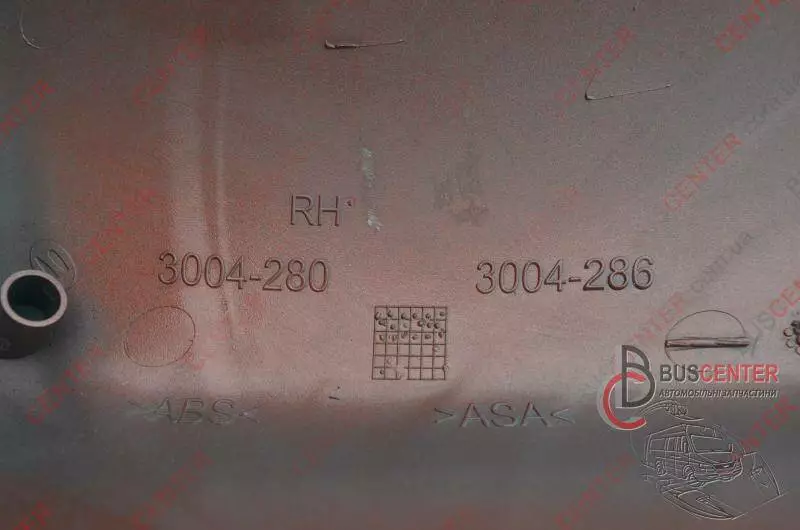 RH
3004-280 3004-286
>ABS< >ASA<
BUSCENTER
АВТОМОБІЛЬНІ ЗАПЧАСТИНИ